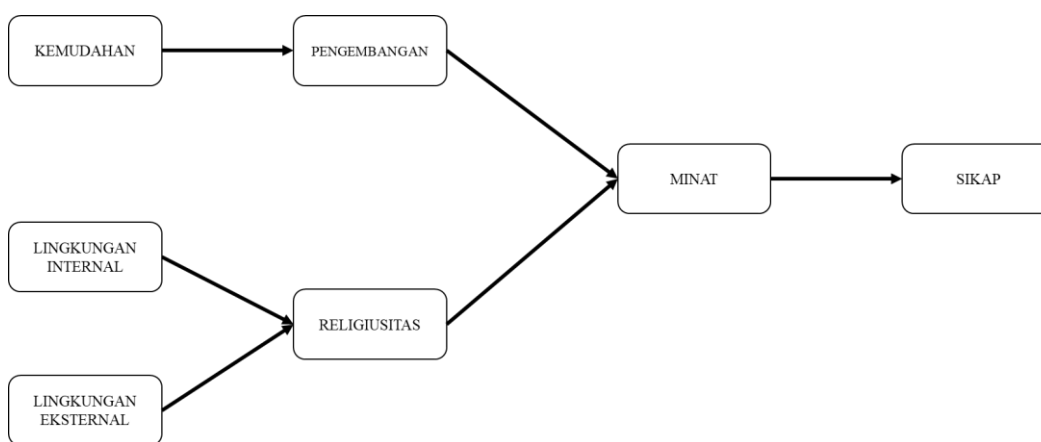 KEMUDAHAN
PENGEMBANGAN
MINAT
SIKAP
LINGKUNGAN
INTERNAL
RELIGIUSITAS
LINGKUNGAN
EKSTERNAL